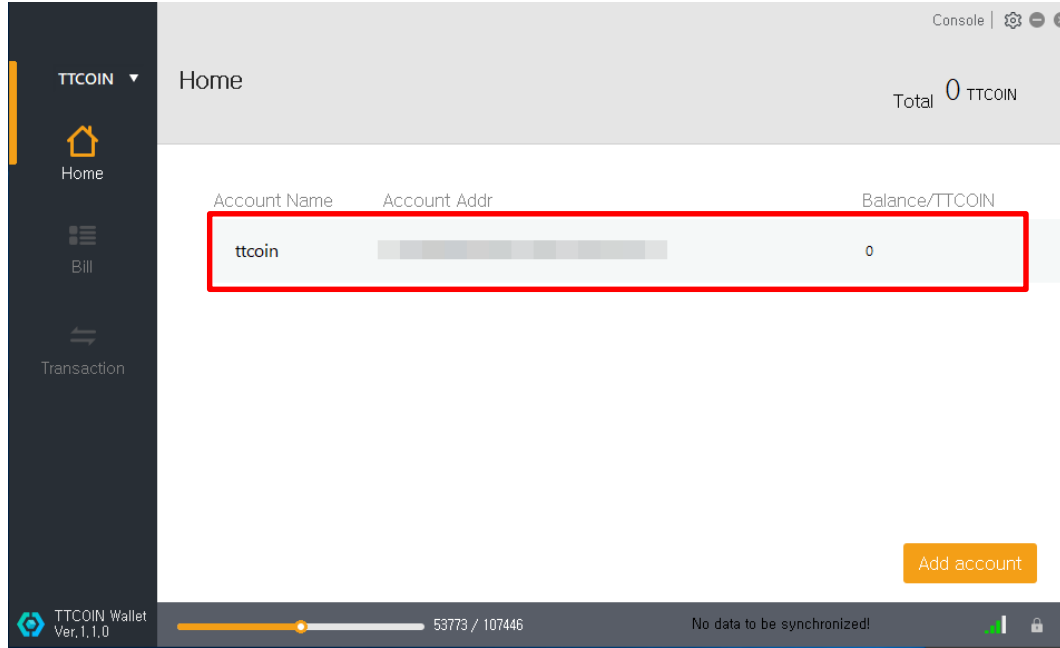 Console
TTCOIN
Home
Total 0 TTCOIN
Home
Account Name Account Addr Balance/TTCOIN
ttcoin 0
Bill
Transaction
Add account
TTCOIN Wallet
Ver,1,1,0
53773 / 107446
No data to be synchronized!